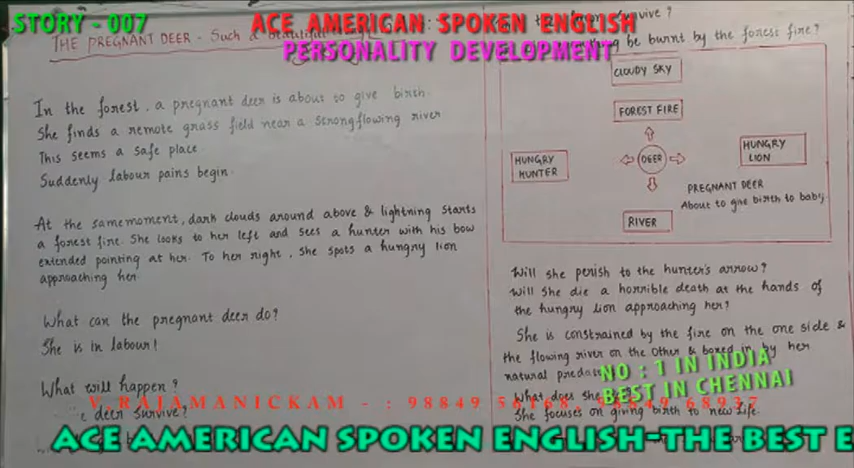 STORY - 007
ACE AMERICAN SPOKEN ENGLISH
PERSONALITY DEVELOPMENT
THE PREGNANT DEER - Such a beautiful
In the forest, a pregnant deer is about to give birth.
She finds a remote grass field near a strongflowing river
This seems a safe place.
Suddenly labour pains begin.
At the samemoment, dark clouds around above & lightning starts
a forest fire. She looks to her left and sees a hunter with his bow
extended pointing at her. To her right, she spots a hungry lion
approaching her
What can the pregnant deer do?
She is in labour!
What will happen?
deer survive?
survive?
be burnt by the forest fire?
CLOUDY SKY
FOREST FIRE
HUNGRY
HUNTER
DEER
HUNGRY
LION
PREGNANT DEER
About to give birth to baby.
RIVER
Will she perish to the hunter's arrow?
Will she die a horrible death at the hands of
the hungry lion approaching her?
She is constrained by the fire on the one side &
the flowing river on the other & boxed in by her
natural
What does she
She focuses on giving birth to new life.
NO : 1 IN INDIA
BEST IN CHENNAI
V.RAJAMANICKAM - : 98849
68937
ACE AMERICAN SPOKEN ENGLISH-THE BEST E